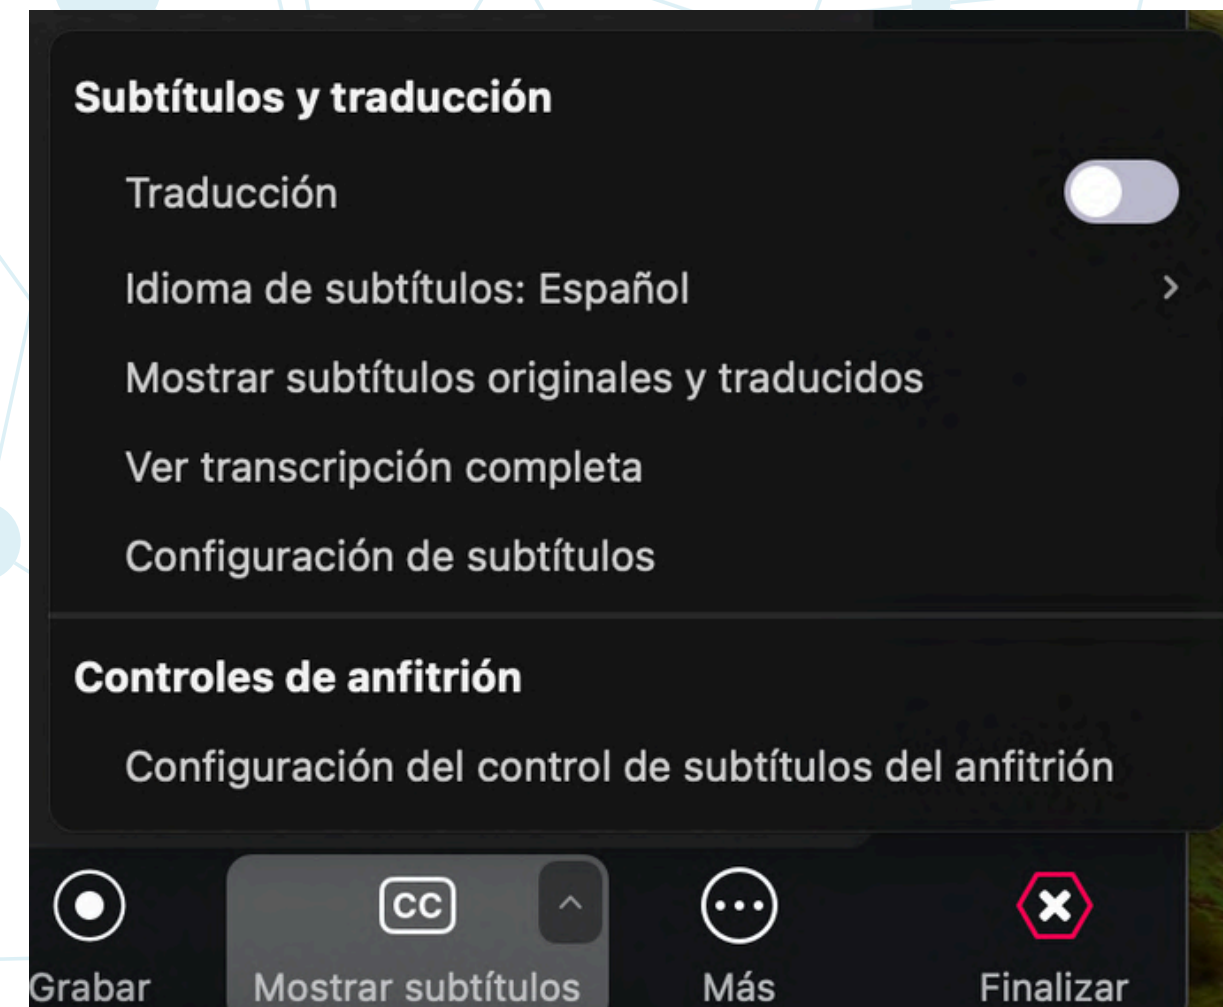 Subtítulos y traducción
Traducción
Idioma de subtítulos: Español
Mostrar subtítulos originales y traducidos
Ver transcripción completa
Configuración de subtítulos
Controles de anfitrión
Configuración del control de subtítulos del anfitrión
CC
Grabar
Mostrar subtítulos
Más
Finalizar